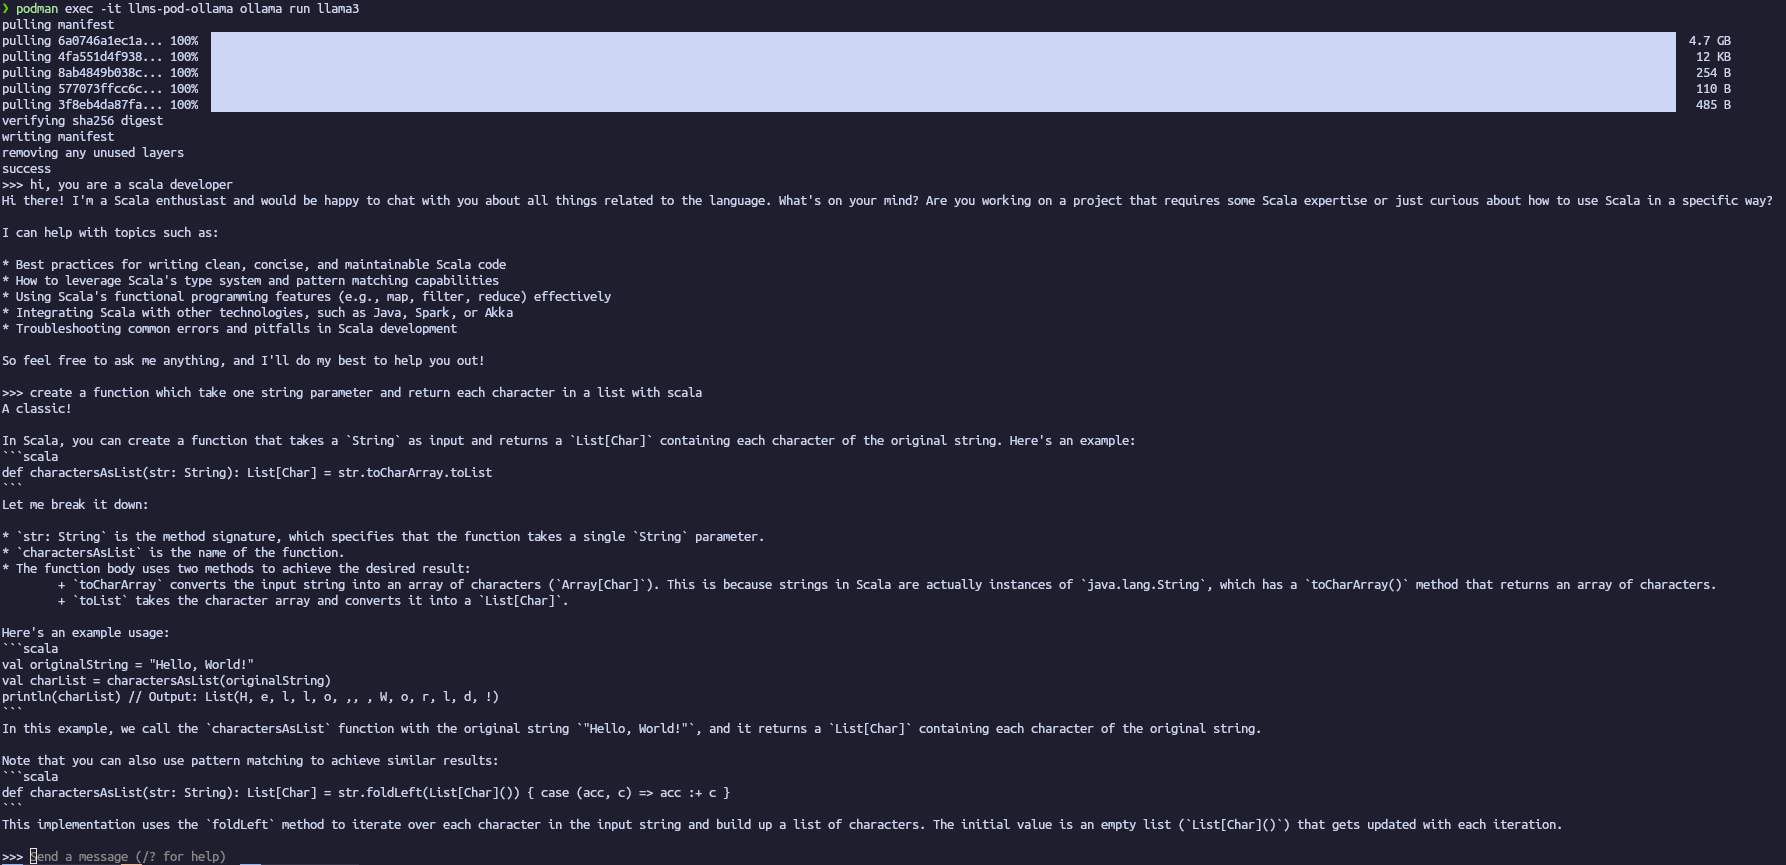 ❯ podman exec -it llms-pod-ollama ollama run llama3
pulling manifest
pulling 6a0746a1ec1a... 100% 4.7 GB
pulling 4fa551d4f938... 100% 12 KB
pulling 8ab4849b038c... 100% 254 B
pulling 577073ffcc6c... 100% 110 B
pulling 3f8eb4da87fa... 100% 485 B
verifying sha256 digest
writing manifest
removing any unused layers
success
>>> hi, you are a scala developer
Hi there! I'm a Scala enthusiast and would be happy to chat with you about all things related to the language. What's on your mind? Are you working on a project that requires some Scala expertise or just curious about how to use Scala in a specific way?
I can help with topics such as:
* Best practices for writing clean, concise, and maintainable Scala code
* How to leverage Scala's type system and pattern matching capabilities
* Using Scala's functional programming features (e.g., map, filter, reduce) effectively
* Integrating Scala with other technologies, such as Java, Spark, or Akka
* Troubleshooting common errors and pitfalls in Scala development
So feel free to ask me anything, and I'll do my best to help you out!
>>> create a function which take one string parameter and return each character in a list with scala
A classic!
In Scala, you can create a function that takes a `String` as input and returns a `List[Char]` containing each character of the original string. Here's an example:
```scala
def charactersAsList(str: String): List[Char] = str.toCharArray.toList
```
Let me break it down:
* `str: String` is the method signature, which specifies that the function takes a single `String` parameter.
* `charactersAsList` is the name of the function.
* The function body uses two methods to achieve the desired result:
+ `toCharArray` converts the input string into an array of characters (`Array[Char]`). This is because strings in Scala are actually instances of `java.lang.String`, which has a `toCharArray()` method that returns an array of characters.
+ `toList` takes the character array and converts it into a `List[Char]`.
Here's an example usage:
```scala
val originalString = "Hello, World!"
val charList = charactersAsList(originalString)
println(charList) // Output: List(H, e, l, l, o, ,, , W, o, r, l, d, !)
```
In this example, we call the `charactersAsList` function with the original string `"Hello, World!"`, and it returns a `List[Char]` containing each character of the original string.
Note that you can also use pattern matching to achieve similar results:
```scala
def charactersAsList(str: String): List[Char] = str.foldLeft(List[Char]()) { case (acc, c) => acc :+ c }
```
This implementation uses the `foldLeft` method to iterate over each character in the input string and build up a list of characters. The initial value is an empty list (`List[Char]()`) that gets updated with each iteration.
>>> Send a message (/? for help)